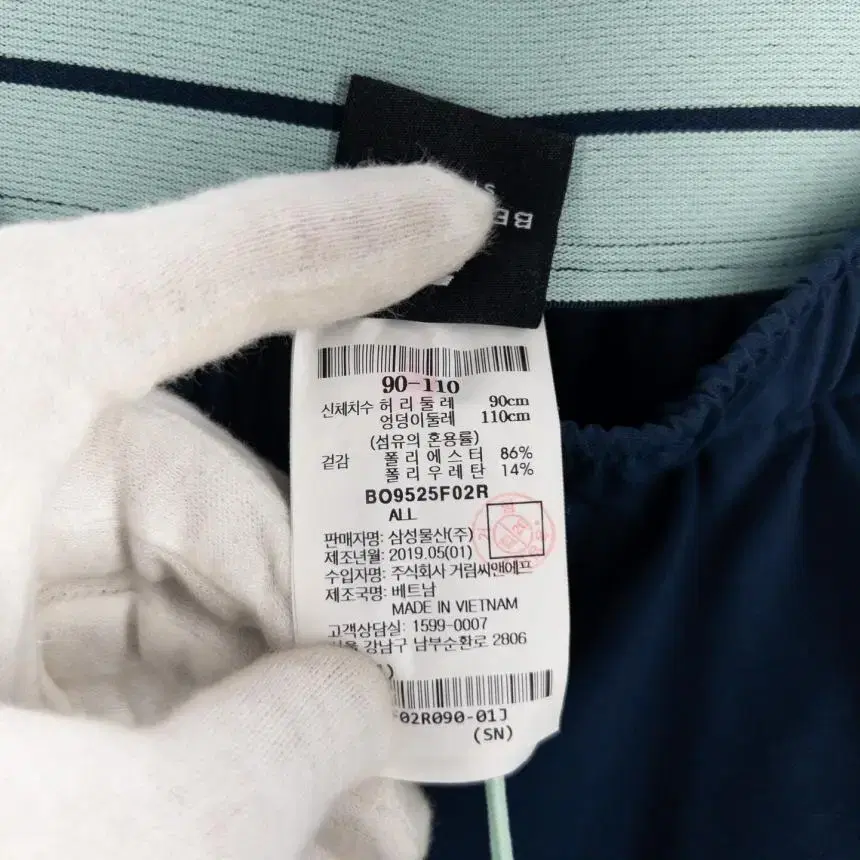 BE
90-110
신체치수 허 리 둘 레 90cm
엉덩이둘레 110cm
(섬유의 혼용률)
겉감 폴 리 에 스 터 86%
폴 리 우 레 탄 14%
BO9525F02R
ALL
판매자명: 삼성물산(주)
제조년월: 2019.05(01)
수입자명: 주식회사 거림씨앤에프
제조국명: 베트남
MADE IN VIETNAM
고객상담실: 1599-0007
강남구 남부순환로 2806
F02R090-01J
(SN)